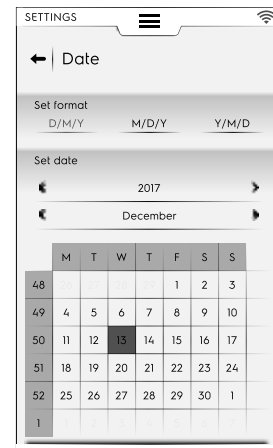 SETTINGS
Date
Set format
D/M/Y M/D/Y Y/M/D
Set date
2017
December
M T W T F S S
48 1 2 3
49 4 5 6 7 8 9 10
50 11 12 13 14 15 16 17
51 18 19 20 21 22 23 24
52 25 26 27 28 29 30 1
1